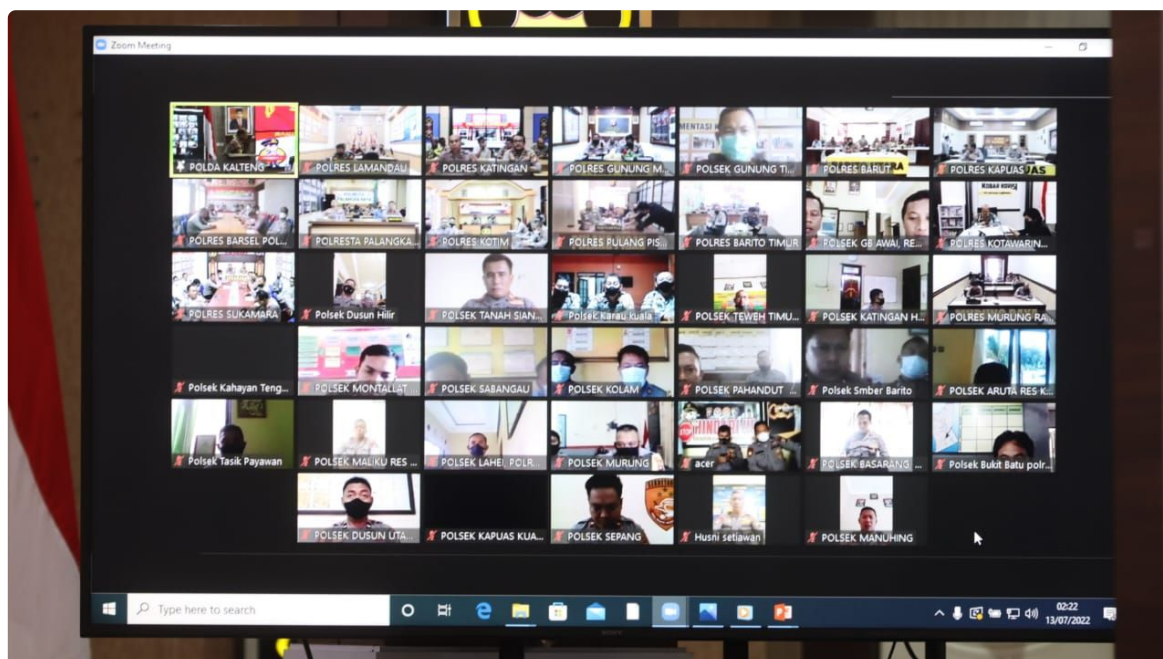 Zoom Meeting
POLDA KALTENG
POLRES LAMANDAU
POLRES KATINGAN
POLRES GUNUNG M...
POLSEK GUNUNG TI...
POLRES BARUT
POLRES KAPUAS
POLRES BARSEL POL...
POLRESTA PALANGKA...
POLRES KOTIM
POLRES PULANG PIS...
POLRES BARITO TIMUR
POLSEK GB AWAI, RE...
POLRES KOTAWARIN...
POLRES SUKAMARA
Polsek Dusun Hilir
POLSEK TANAH SIAN...
Polsek Karau kuala
POLSEK TEWEH TIMU...
POLSEK KATINGAN H...
POLRES MURUNG RA...
Polsek Kahayan Teng...
POLSEK MONTALLAT
POLSEK SABANGAU
POLSEK KOLAM
POLSEK PAHANDUT
Polsek Smber Barito
POLSEK ARUTA RES K...
Polsek Tasik Payawan
POLSEK MALIKU RES ...
POLSEK LAHEI, POLR...
POLSEK MURUNG
acer
POLSEK BASARANG ...
Polsek Bukit Batu polr...
POLSEK DUSUN UTA...
POLSEK KAPUAS KUA...
POLSEK SEPANG
Husni setiawan
POLSEK MANUHING
Type here to search
02:22
13/07/2022
SONY